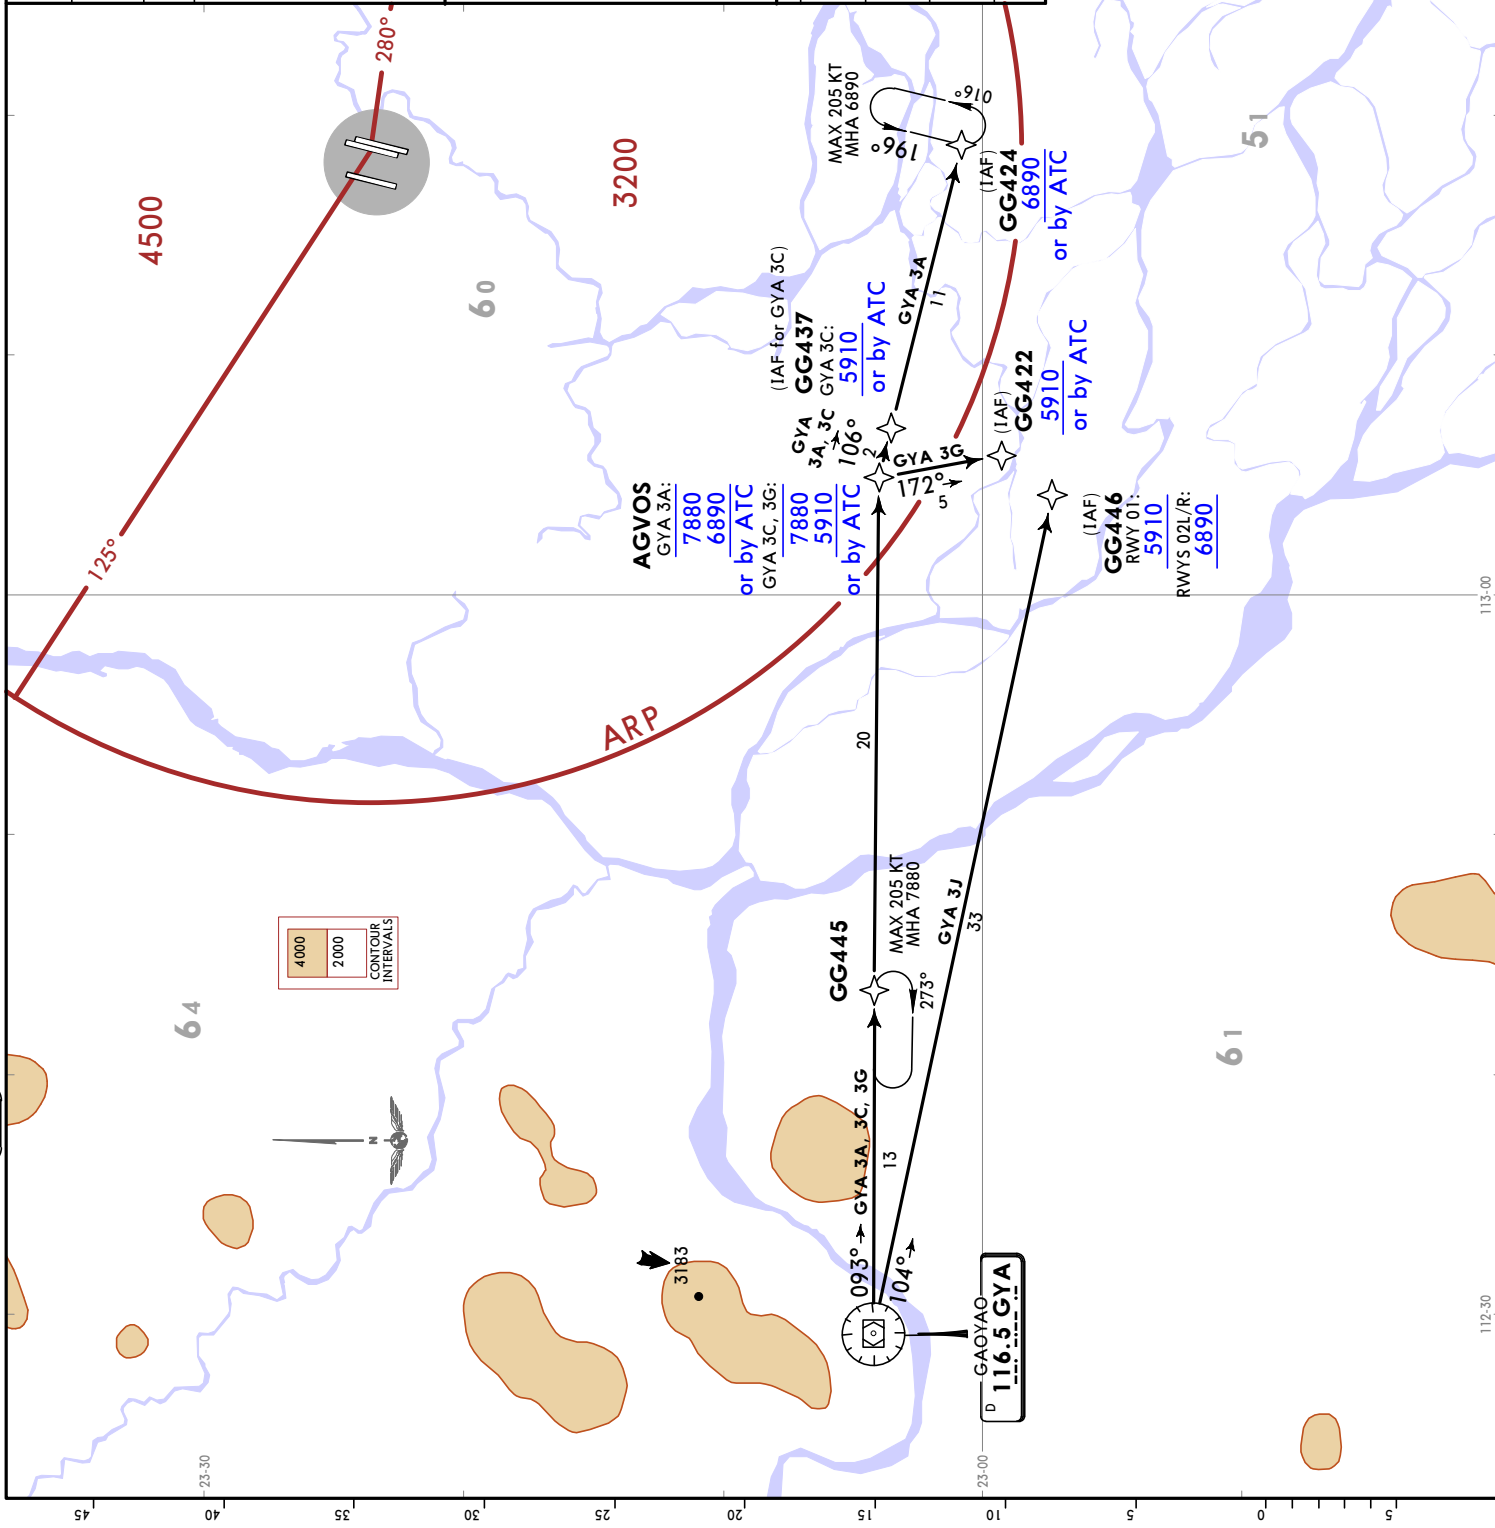 280°
4500
3200
125°
ARP
6⁰
5¹
6⁴
6¹
MAX 205 KT
MHA 6890
196°
016°
(IAF)
GG424
6890
or by ATC
GYA 3A
11
(IAF for GYA 3C)
GG437
GYA 3C:
5910
or by ATC
GYA
3A, 3C
106°
2
GYA 3G
172°
5
(IAF)
GG422
5910
or by ATC
AGVOS
GYA 3A:
7880
6890
or by ATC
GYA 3C, 3G:
7880
5910
or by ATC
(IAF)
GG446
RWY 01:
5910
RWYS 02L/R:
6890
20
GG445
MAX 205 KT
MHA 7880
273°
GYA 3J
33
093°
GYA 3A, 3C, 3G
13
104°
GAOYAO
D
116.5 GYA
3183
N
4000
2000
CONTOUR
INTERVALS
23-30
23-00
113-00
112-30
45
40
35
30
25
20
15
10
5
0
5